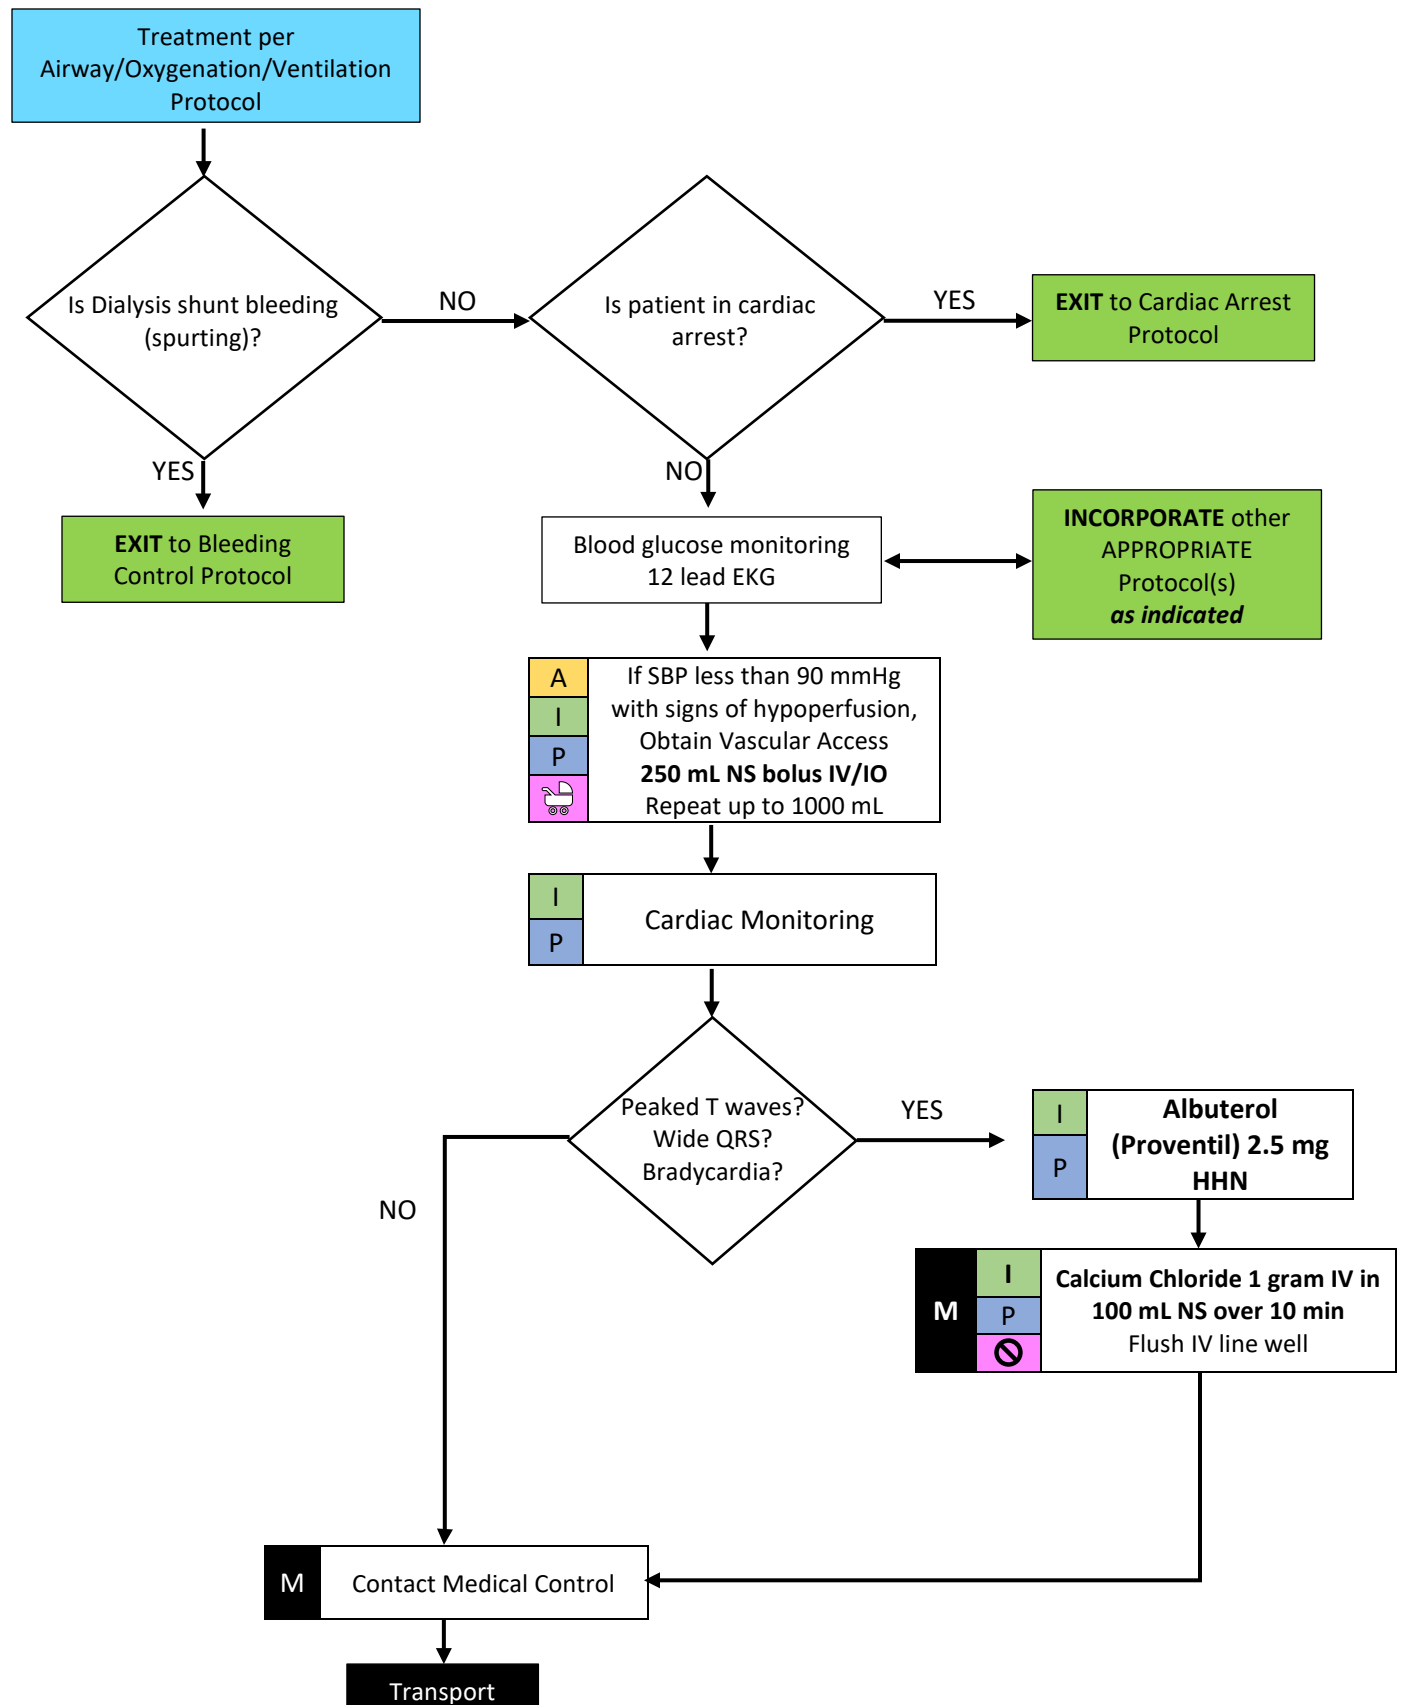 Treatment per
Airway/Oxygenation/Ventilation
Protocol
Is Dialysis shunt bleeding
(spurting)?
NO
Is patient in cardiac
arrest?
YES
EXIT to Cardiac Arrest
Protocol
YES
EXIT to Bleeding
Control Protocol
NO
Blood glucose monitoring
12 lead EKG
INCORPORATE other
APPROPRIATE
Protocol(s)
as indicated
A
I
P
If SBP less than 90 mmHg
with signs of hypoperfusion,
Obtain Vascular Access
250 mL NS bolus IV/IO
Repeat up to 1000 mL
I
P
Cardiac Monitoring
Peaked T waves?
Wide QRS?
Bradycardia?
YES
I
P
Albuterol
(Proventil) 2.5 mg
HHN
NO
M
I
P
Calcium Chloride 1 gram IV in
100 mL NS over 10 min
Flush IV line well
M
Contact Medical Control
Transport